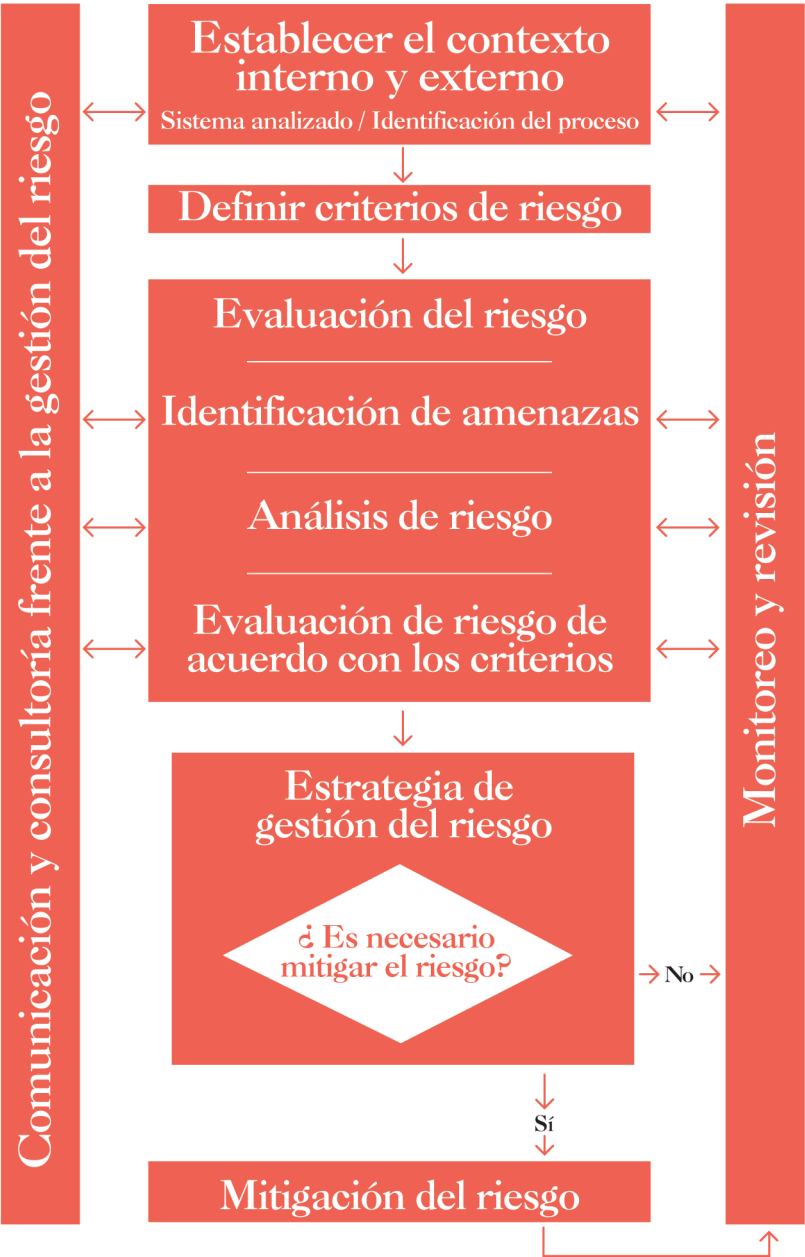 Comunicación y consultoría frente a la gestión del riesgo
Establecer el contexto
interno y externo
Sistema analizado / Identificación del proceso
Definir criterios de riesgo
Evaluación del riesgo
Identificación de amenazas
Análisis de riesgo
Evaluación de riesgo de
acuerdo con los criterios
Estrategia de
gestión del riesgo
¿ Es necesario
mitigar el riesgo?
No
Sí
Mitigación del riesgo
Monitoreo y revisión